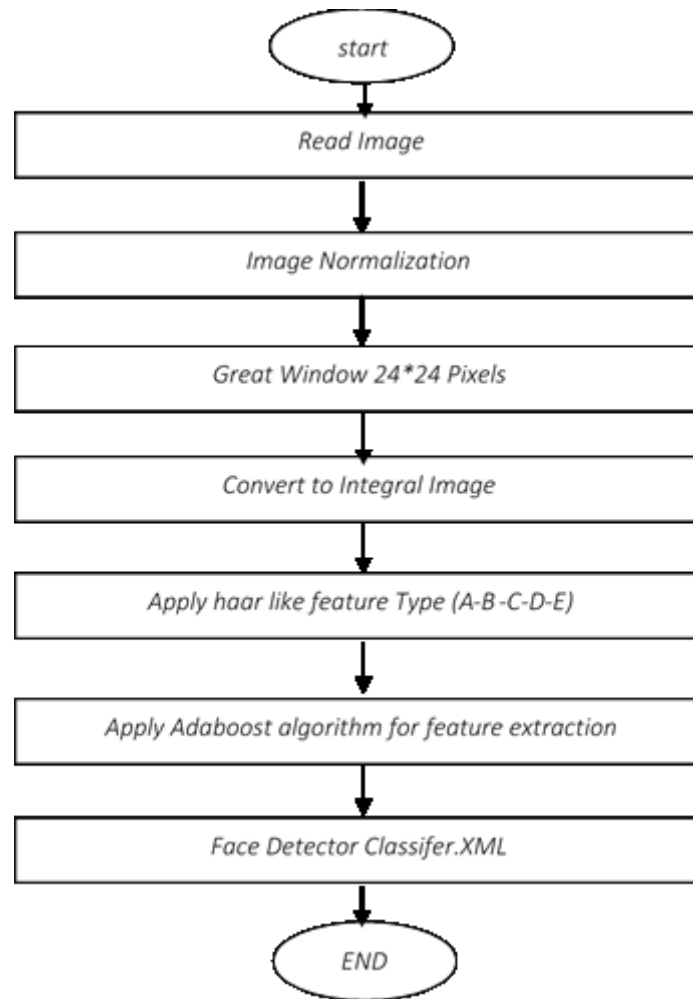 start
Read Image
Image Normalization
Great Window 24*24 Pixels
Convert to Integral Image
Apply haar like feature Type (A-B-C-D-E)
Apply Adaboost algorithm for feature extraction
Face Detector Classifer.XML
END